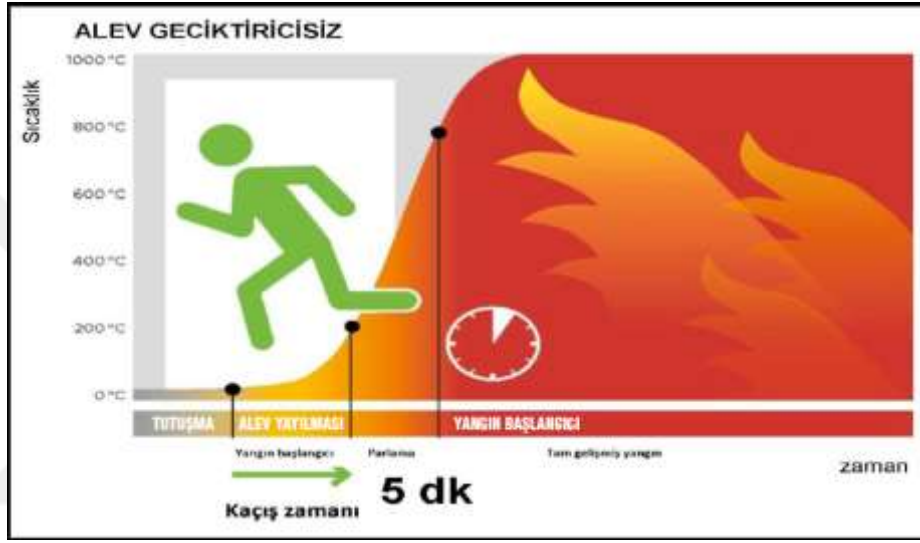 ALEV GECİKTİRİCİSİZ
Sıcaklık
1000 °C
800 °C
600 °C
400 °C
200 °C
0 °C
TUTUŞMA ALEV YAYILMASI YANGIN BAŞLANGICI
Yangın başlangıcı Parlama Tam gelişmiş yangın
zaman
5 dk
Kaçış zamanı